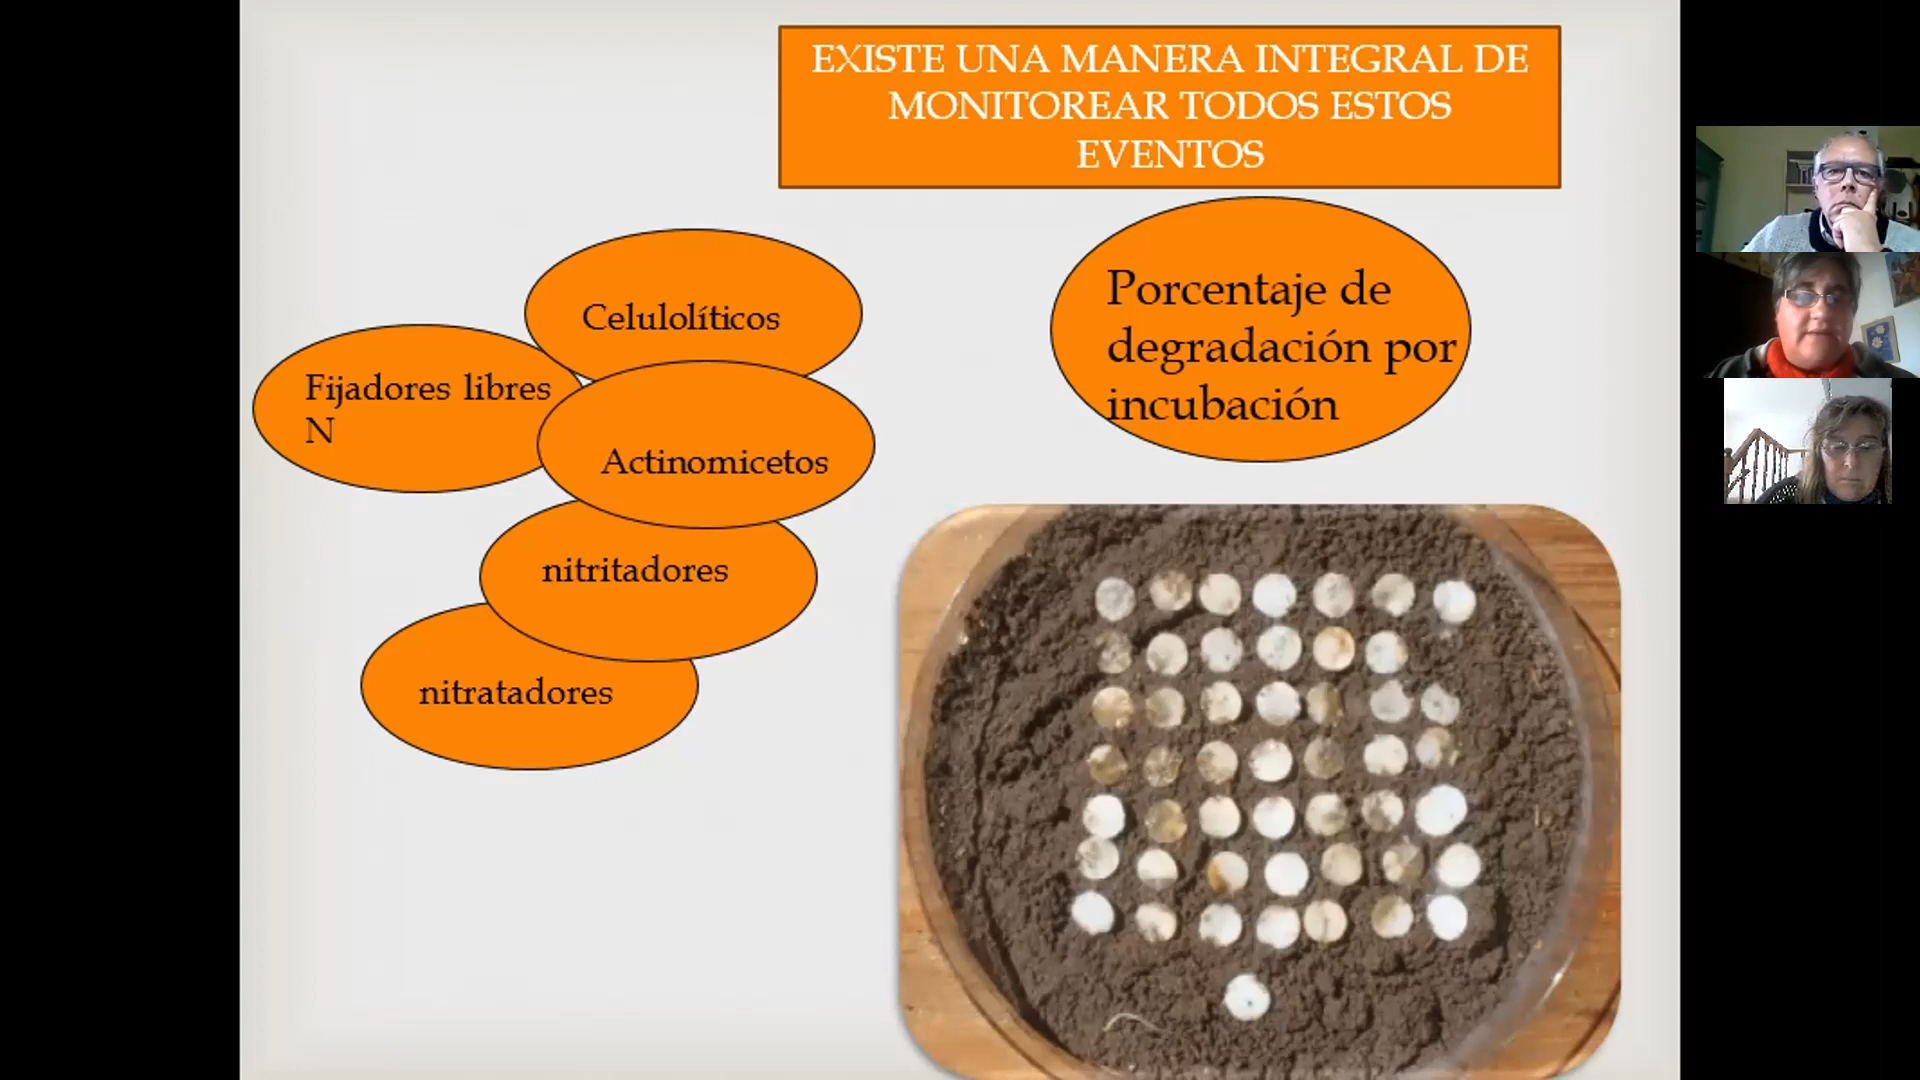 EXISTE UNA MANERA INTEGRAL DE
MONITOREAR TODOS ESTOS
EVENTOS
Celulolíticos
Fijadores libres
N
Actinomicetos
nitritadores
nitratadores
Porcentaje de
degradación por
incubación